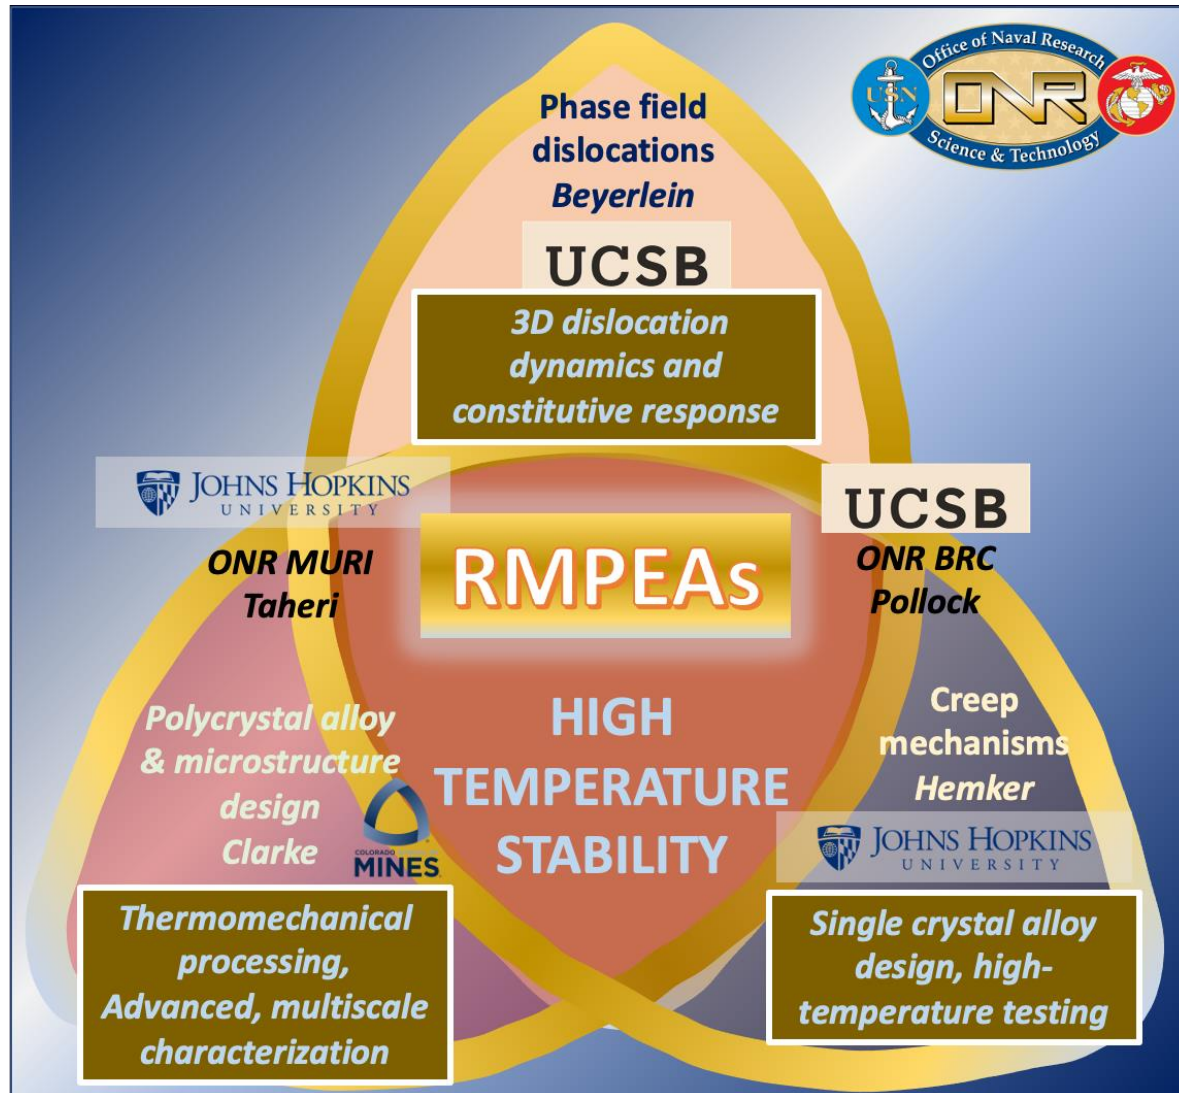 Office of Naval Research
USN
ONR
Science & Technology
Phase field
dislocations
Beyerlein
UCSB
3D dislocation
dynamics and
constitutive response
JOHNS HOPKINS
UNIVERSITY
ONR MURI
Taheri
UCSB
ONR BRC
Pollock
RMPEAs
HIGH
TEMPERATURE
STABILITY
Polycrystal alloy
& microstructure
design
Clarke
COLORADO
MINES
Creep
mechanisms
Hemker
JOHNS HOPKINS
UNIVERSITY
Thermomechanical
processing,
Advanced, multiscale
characterization
Single crystal alloy
design, high-
temperature testing